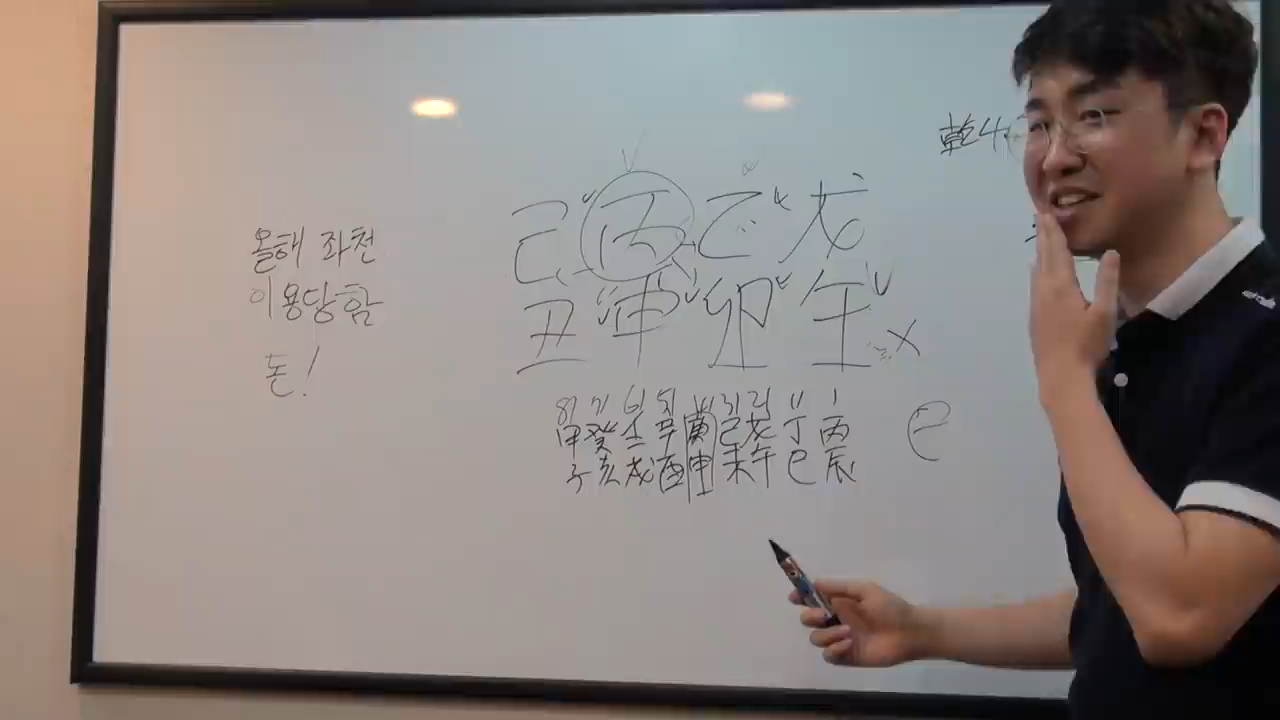 乾4
올해 좌천
이용당함
돈!
己丙乙戊
丑申卯午
x
81 71 61 51 41 31 21 11 1
甲癸壬辛庚己戊丁丙
子亥戌酉申未午巳辰